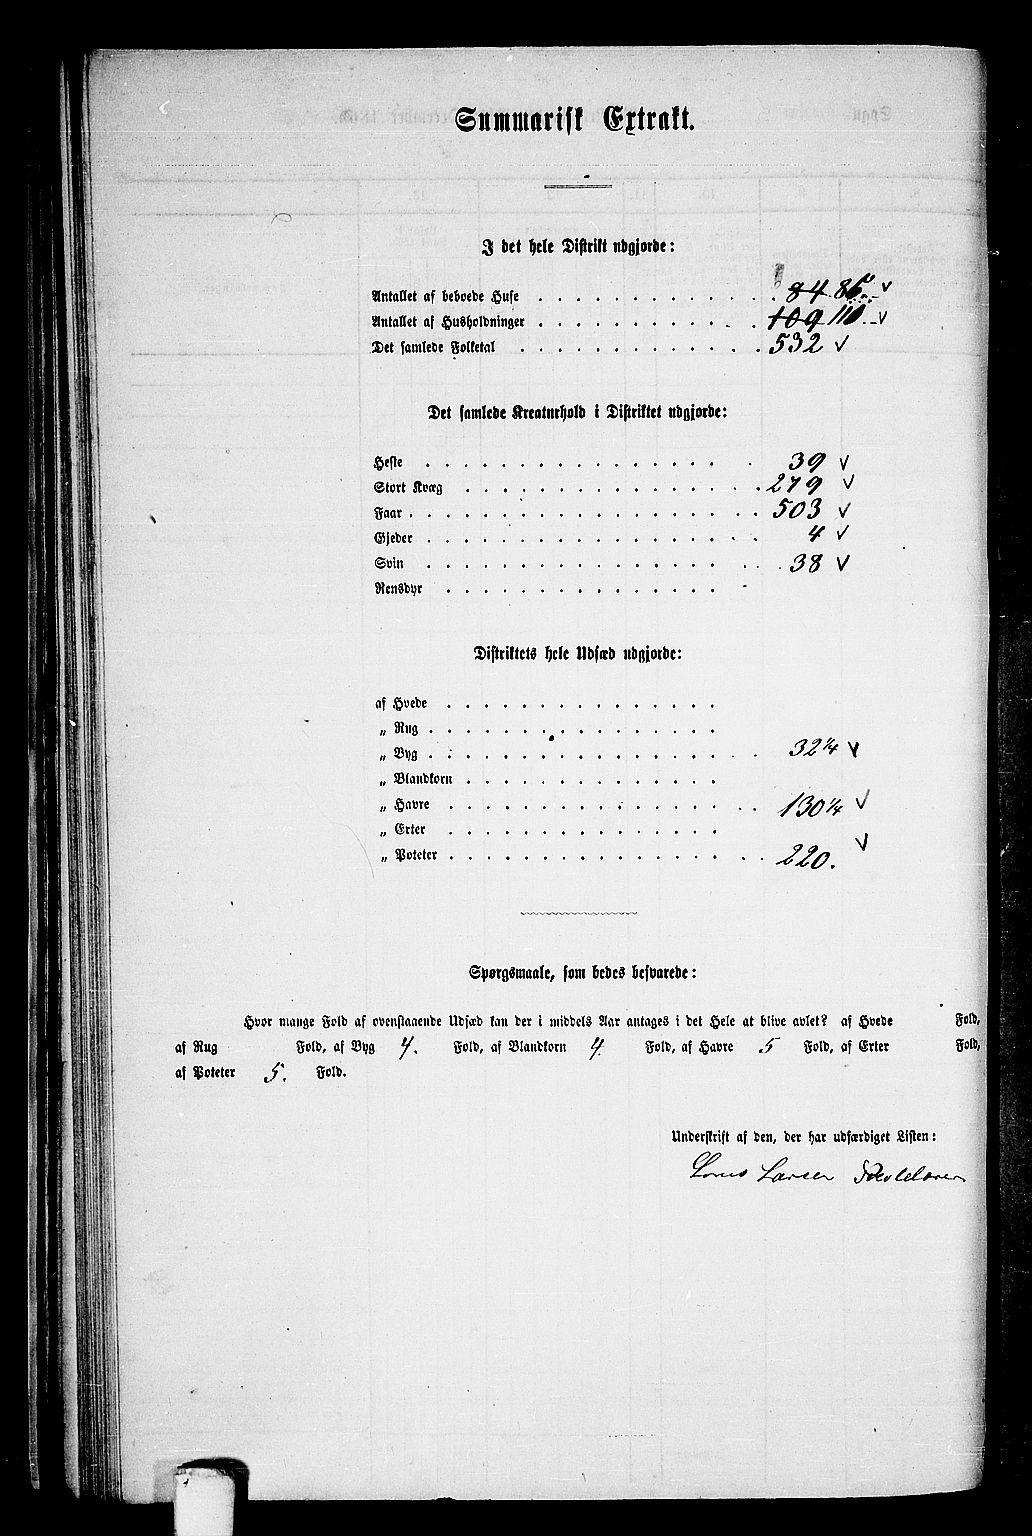 Summarisk Extrakt.
I det hele Distrikt udgjorde:
Antallet af beboede Huse . . . . . . . . . . . . . . 84 86 v
Antallet af Husholdninger . . . . . . . . . . . . . . 109 110 v
Det samlede Folketal . . . . . . . . . . . . . . 532 v
Det samlede Kreaturhold i Distriktet udgjorde:
Heste . . . . . . . . . . . . . . 39 v
Stort Kvæg . . . . . . . . . . . . . . 279 v
Faar . . . . . . . . . . . . . . 503 v
Gjeder . . . . . . . . . . . . . . 4 v
Svin . . . . . . . . . . . . . . 38 v
Rensdyr . . . . . . . . . . . . . .
Distriktets hele Udsæd udgjorde:
af Hvede . . . . . . . . . . . . . .
„ Rug . . . . . . . . . . . . . .
„ Byg . . . . . . . . . . . . . . 32 1/4 v
„ Blandkorn . . . . . . . . . . . . . .
„ Havre . . . . . . . . . . . . . . 130 1/4 v
„ Erter . . . . . . . . . . . . . .
„ Poteter . . . . . . . . . . . . . . 220. v
Spørgsmaale, som bedes besvarede:
Hvor mange Fold af ovenstaaende Udsæd kan der i middels Aar antages i det Hele at blive avlet? af Hvede Fold,
af Rug Fold, af Byg 4. Fold, af Blandkorn 4. Fold, af Havre 5 Fold, af Erter Fold,
af Poteter 5. Fold.
Underskrift af den, der har udfærdiget Listen:
Larsen